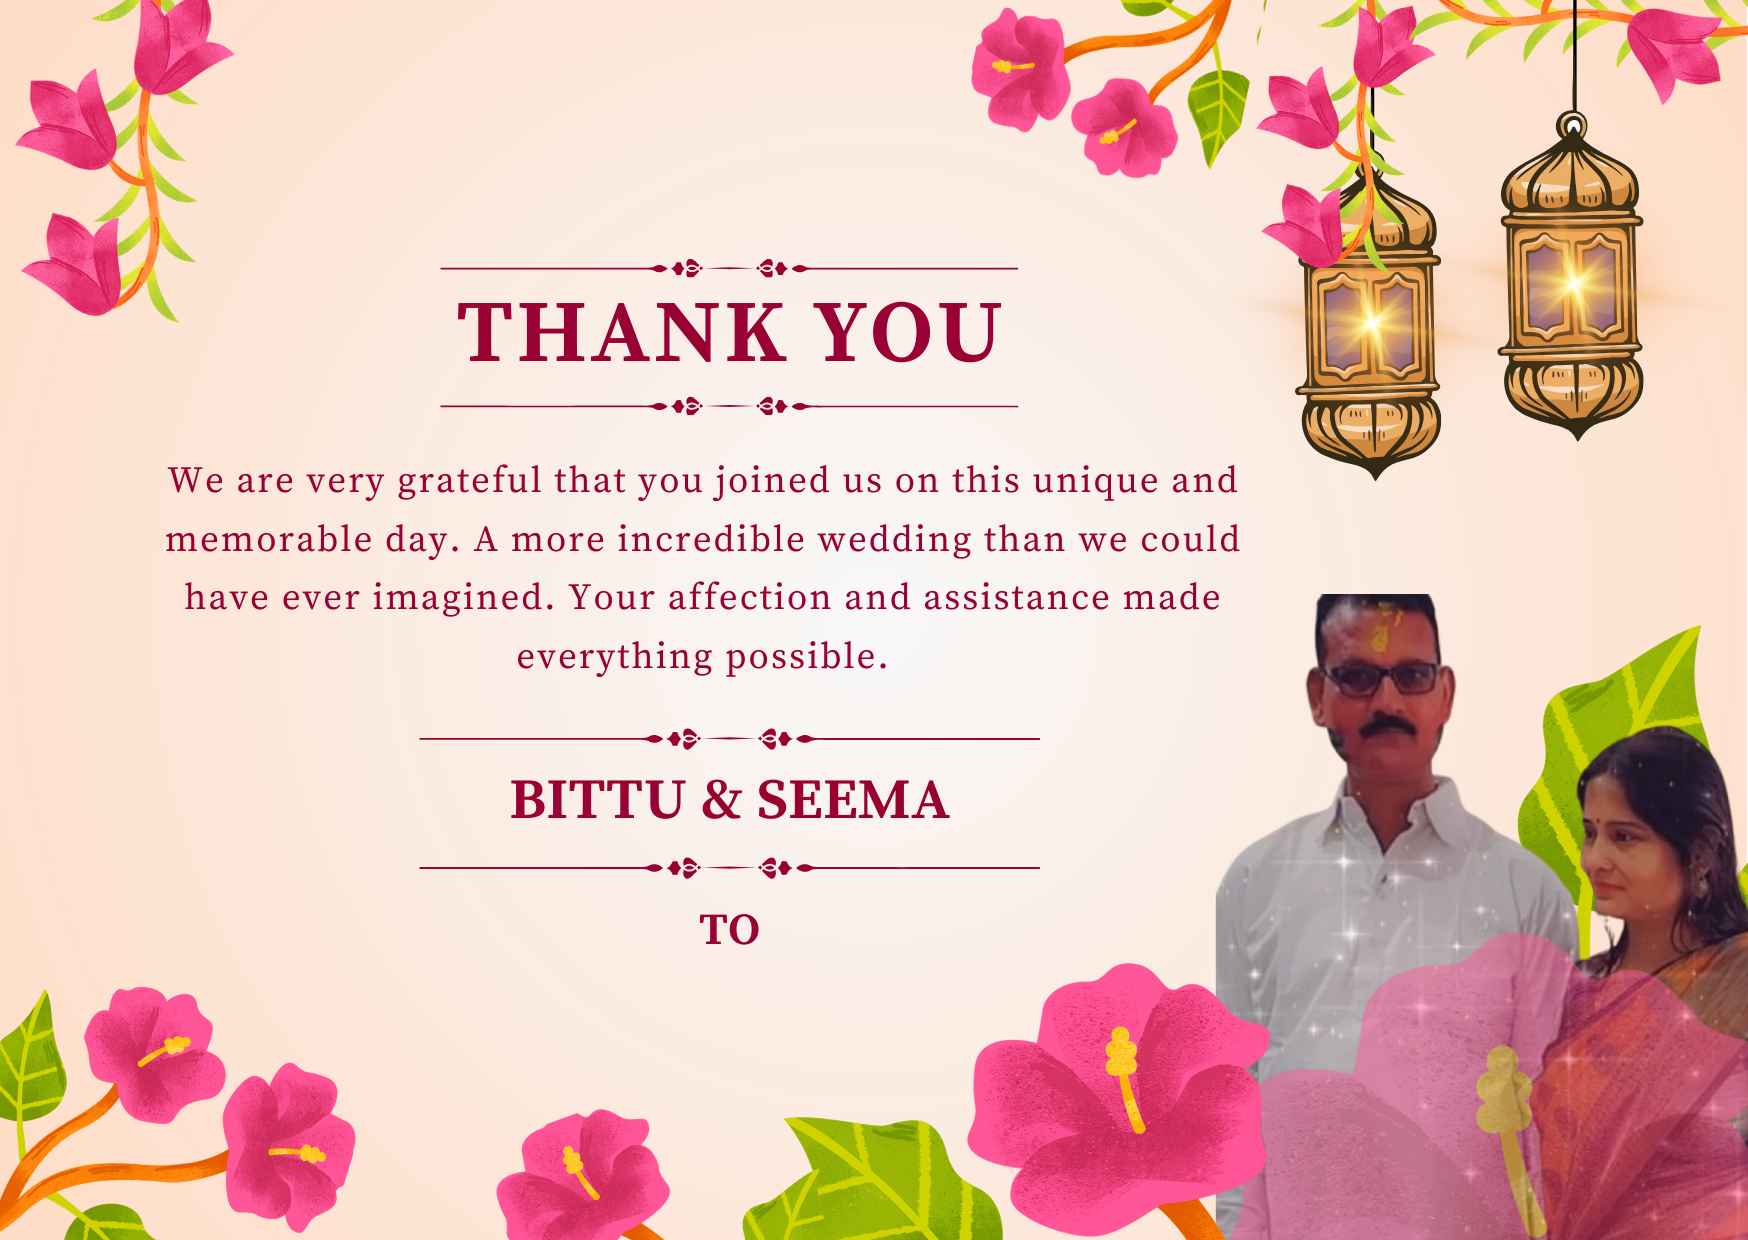 THANK YOU
We are very grateful that you joined us on this unique and
memorable day. A more incredible wedding than we could
have ever imagined. Your affection and assistance made
everything possible.
BITTU & SEEMA
TO